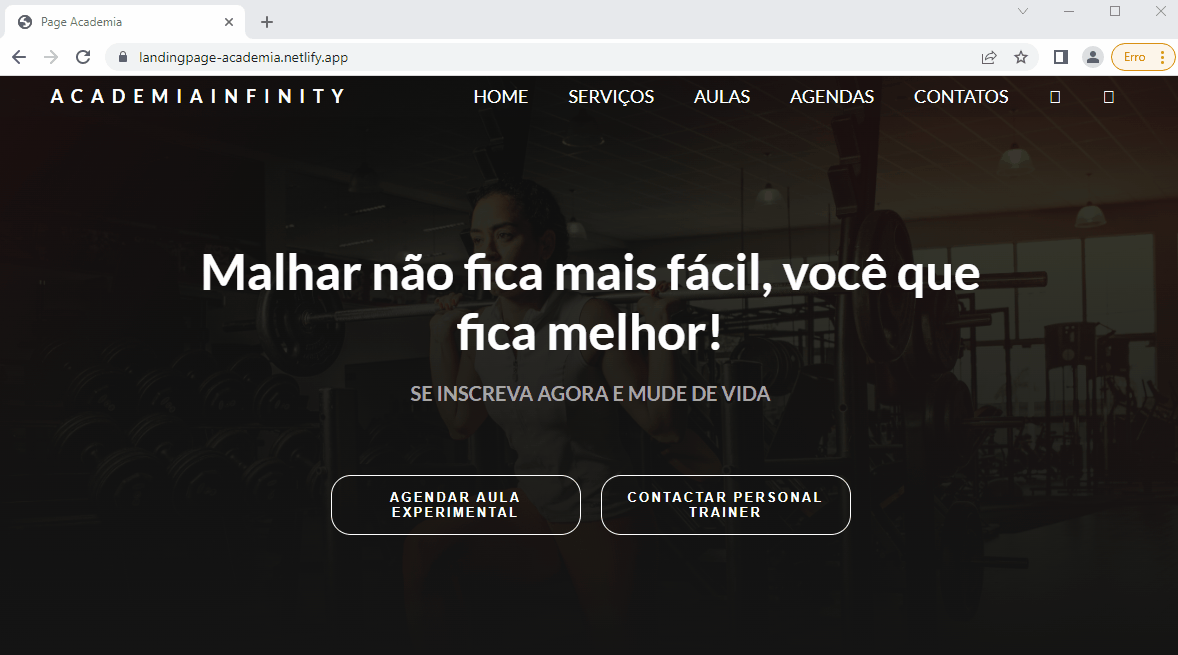 Page Academia
landingpage-academia.netlify.app
Erro
ACADEMIAINFINITY
HOME SERVIÇOS AULAS AGENDAS CONTATOS
Malhar não fica mais fácil, você que
fica melhor!
SE INSCREVA AGORA E MUDE DE VIDA
AGENDAR AULA
EXPERIMENTAL
CONTACTAR PERSONAL
TRAINER